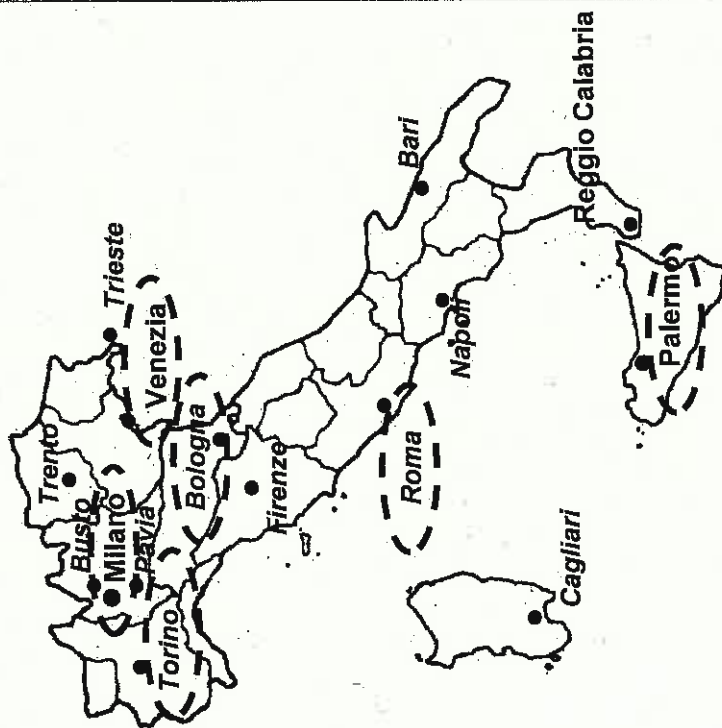 Trieste
Trento
Venezia
Busto
Milano
Pavia
Bologna
Torino
Firenze
Roma
Bari
Napoli
Cagliari
Reggio Calabria
Palermo